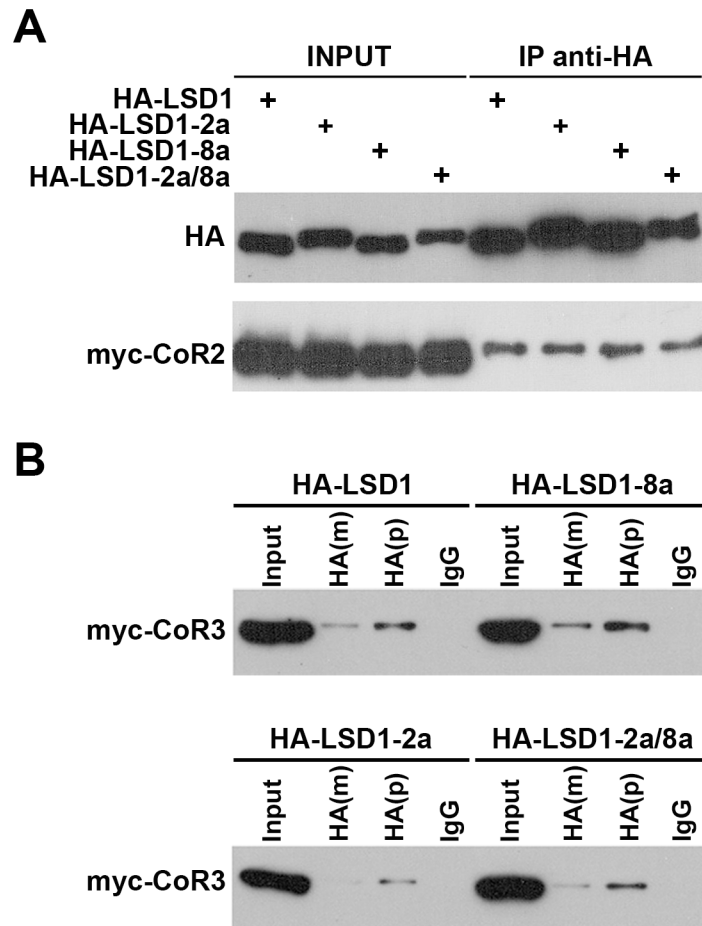 A
INPUT IP anti-HA
HA-LSD1 + +
HA-LSD1-2a + +
HA-LSD1-8a + +
HA-LSD1-2a/8a + +
HA
myc-CoR2
B
HA-LSD1 HA-LSD1-8a
Input HA(m) HA(p) IgG Input HA(m) HA(p) IgG
myc-CoR3
HA-LSD1-2a HA-LSD1-2a/8a
Input HA(m) HA(p) IgG Input HA(m) HA(p) IgG
myc-CoR3